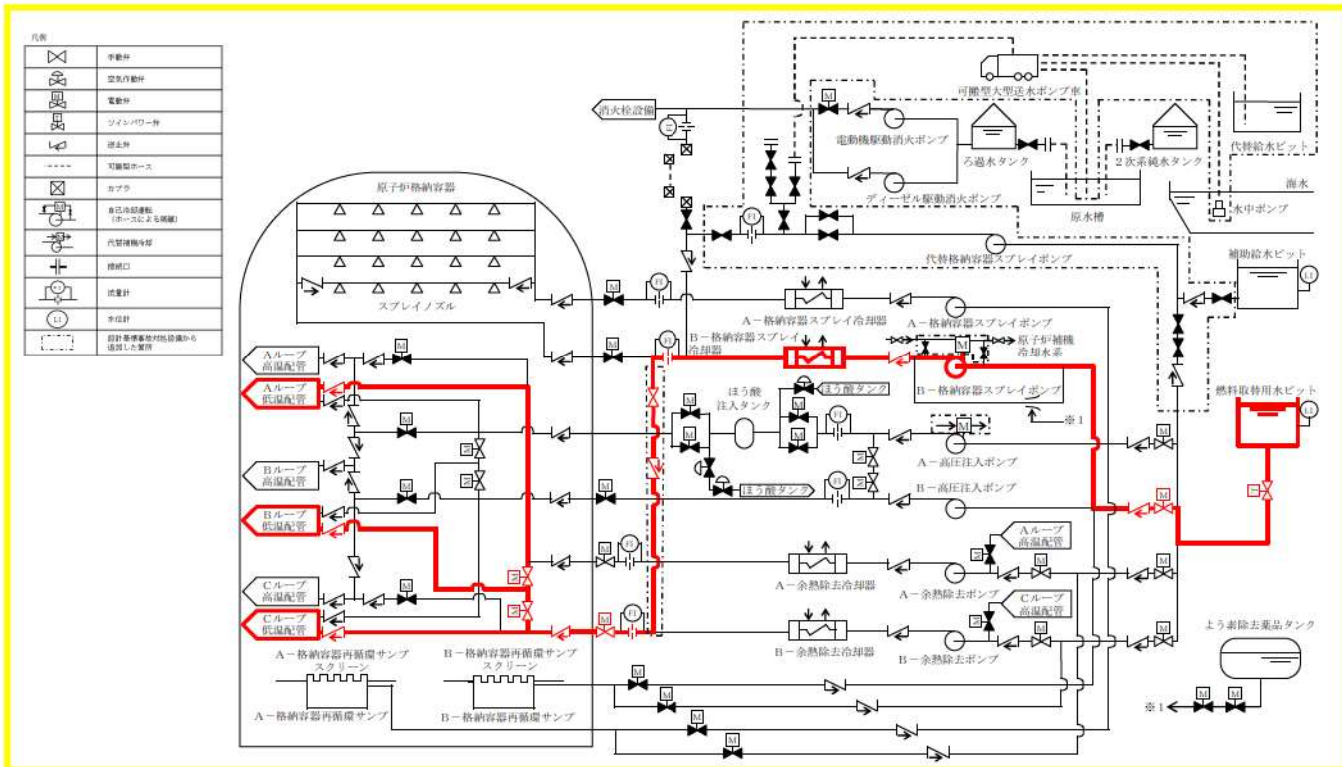 凡例
手動弁
空気作動弁
M
電動弁
ツインパワー弁
逆止弁
可搬型ホース
カプラ
M
自己冷却運転
(ホースによる隔離)
M
代替補機冷却
接続口
流量計
LI
水位計
設計基準事故対処設備から
追加した箇所
消火栓設備
FI
M
電動機駆動消火ポンプ
ディーゼル駆動消火ポンプ
可搬型大型送水ポンプ車
ろ過水タンク
2次系純水タンク
代替給水ピット
原水槽
海水
水中ポンプ
FI
代替格納容器スプレイポンプ
補助給水ピット
LI
原子炉格納容器
スプレイノズル
M
FI
A-格納容器スプレイ冷却器
A-格納容器スプレイポンプ
M
FI
B-格納容器スプレイ
冷却器
M
原子炉補機
冷却水系
B-格納容器スプレイポンプ
※1
燃料取替用水ピット
LI
T
Aループ
高温配管
M
Aループ
低温配管
M
M
M
ほう酸
注入タンク
ほう酸タンク
M
M
M
M
FI
M
A-高圧注入ポンプ
M
Bループ
高温配管
M
M
ほう酸タンク
M
M
FI
B-高圧注入ポンプ
M
Bループ
低温配管
M
M
FI
A-余熱除去冷却器
A-余熱除去ポンプ
Aループ
高温配管
M
M
M
Cループ
高温配管
M
M
M
Cループ
低温配管
M
FI
B-余熱除去冷却器
B-余熱除去ポンプ
Cループ
高温配管
M
M
M
よう素除去薬品タンク
M
M
※1
A-格納容器再循環サンプ
スクリーン
B-格納容器再循環サンプ
スクリーン
A-格納容器再循環サンプ
B-格納容器再循環サンプ
M
M
M
M